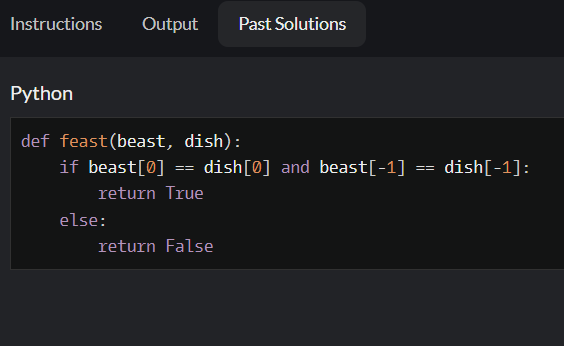 Instructions Output Past Solutions
Python
def feast(beast, dish):
    if beast[0] == dish[0] and beast[-1] == dish[-1]:
        return True
    else:
        return False